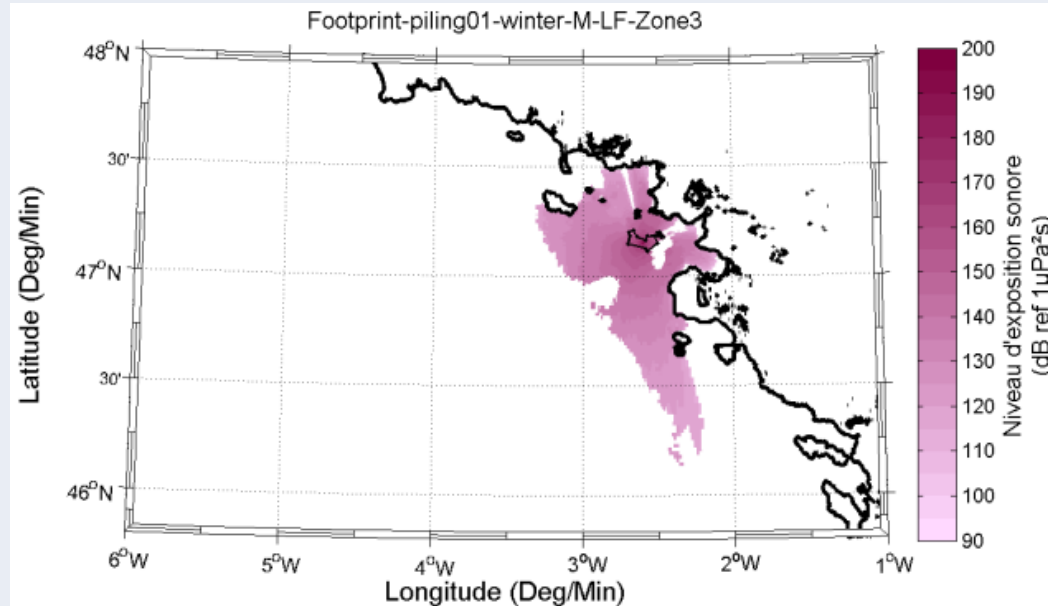 Footprint-piling01-winter-M-LF-Zone3
48°N
30'
47°N
30'
46°N
Latitude (Deg/Min)
6°W
5°W
4°W
3°W
2°W
1°W
Longitude (Deg/Min)
200
190
180
170
160
150
140
130
120
110
100
90
Niveau d'exposition sonore
(dB ref 1µPa²s)